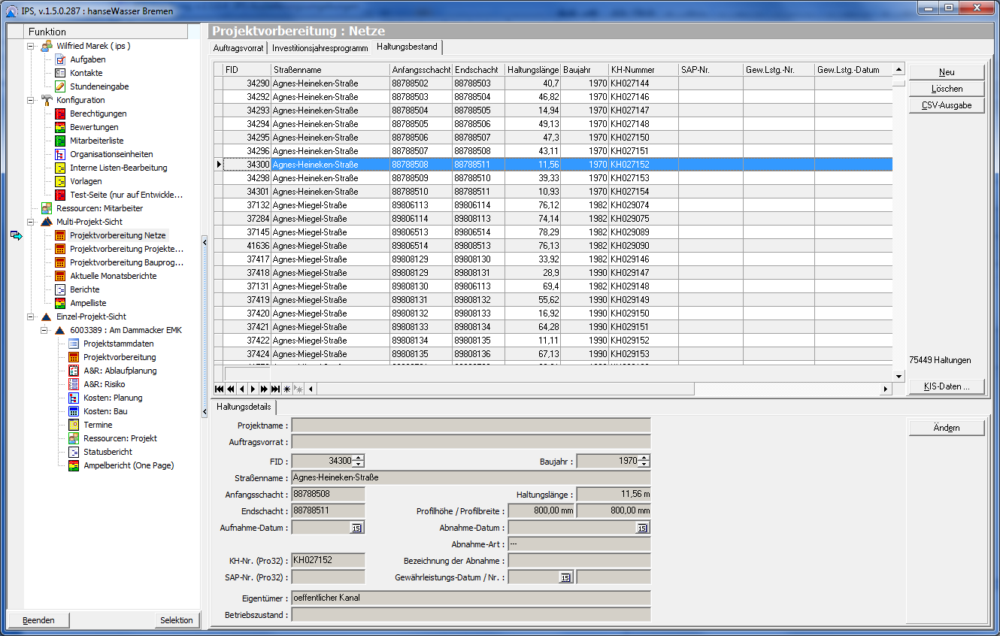 IPS, v.1.5.0.287 : hanseWasser Bremen
Funktion
Wilfried Marek ( ips )
Aufgaben
Kontakte
Stundeneingabe
Konfiguration
Berechtigungen
Bewertungen
Mitarbeiterliste
Organisationseinheiten
Interne Listen-Bearbeitung
Vorlagen
Test-Seite (nur auf Entwickle...
Ressourcen: Mitarbeiter
Multi-Projekt-Sicht
Projektvorbereitung Netze
Projektvorbereitung Projekte...
Projektvorbereitung Bauprog...
Aktuelle Monatsberichte
Berichte
Ampelliste
Einzel-Projekt-Sicht
6003389 : Am Dammacker EMK
Projektstammdaten
Projektvorbereitung
A&R: Ablaufplanung
A&R: Risiko
Kosten: Planung
Kosten: Bau
Termine
Ressourcen: Projekt
Statusbericht
Ampelbericht (One Page)
Beenden Selektion
Projektvorbereitung : Netze
Auftragsvorrat Investitionsjahresprogramm Haltungsbestand
FID Straßenname Anfangsschacht Endschacht Haltungslänge Baujahr KH-Nummer SAP-Nr. Gew.Lstg.-Nr. Gew.Lstg.-Datum
34290 Agnes-Heineken-Straße 88788502 88788503 40,7 1970 KH027144
34292 Agnes-Heineken-Straße 88788503 88788504 46,82 1970 KH027146
34293 Agnes-Heineken-Straße 88788504 88788505 14,94 1970 KH027147
34294 Agnes-Heineken-Straße 88788505 88788506 49,13 1970 KH027148
34295 Agnes-Heineken-Straße 88788506 88788507 47,3 1970 KH027150
34296 Agnes-Heineken-Straße 88788507 88788508 43,11 1970 KH027151
34300 Agnes-Heineken-Straße 88788508 88788511 11,56 1970 KH027152
34298 Agnes-Heineken-Straße 88788509 88788510 39,33 1970 KH027153
34301 Agnes-Heineken-Straße 88788510 88788511 10,93 1970 KH027154
37132 Agnes-Miegel-Straße 89806113 89806114 76,12 1982 KH029074
37284 Agnes-Miegel-Straße 89806114 89808113 74,14 1982 KH029075
37145 Agnes-Miegel-Straße 89806513 89806514 78,29 1982 KH029089
41636 Agnes-Miegel-Straße 89806514 89808513 76,13 1982 KH029090
37417 Agnes-Miegel-Straße 89808129 89808130 33,92 1982 KH029146
37418 Agnes-Miegel-Straße 89808129 89808131 28,9 1990 KH029147
37131 Agnes-Miegel-Straße 89808130 89806113 69,4 1982 KH029148
37419 Agnes-Miegel-Straße 89808131 89808132 55,62 1990 KH029149
37420 Agnes-Miegel-Straße 89808132 89808133 16,92 1990 KH029150
37421 Agnes-Miegel-Straße 89808133 89808134 64,28 1990 KH029151
37422 Agnes-Miegel-Straße 89808134 89808135 11,11 1990 KH029152
37424 Agnes-Miegel-Straße 89808135 89808136 67,13 1990 KH029153
Neu
Löschen
CSV-Ausgabe
75449 Haltungen
KIS-Daten ...
Haltungsdetails
Ändern
Projektname :
Auftragsvorrat :
FID : 34300 Baujahr : 1970
Straßenname : Agnes-Heineken-Straße
Anfangsschacht : 88788508 Haltungslänge : 11,56 m
Endschacht : 88788511 Profilhöhe / Profilbreite : 800,00 mm 800,00 mm
Aufnahme-Datum : 15 Abnahme-Datum : 15
Abnahme-Art : ---
KH-Nr. (Pro32) : KH027152 Bezeichnung der Abnahme :
SAP-Nr. (Pro32) : Gewährleistungs-Datum / Nr. : 15
Eigentümer : oeffentlicher Kanal
Betriebszustand :